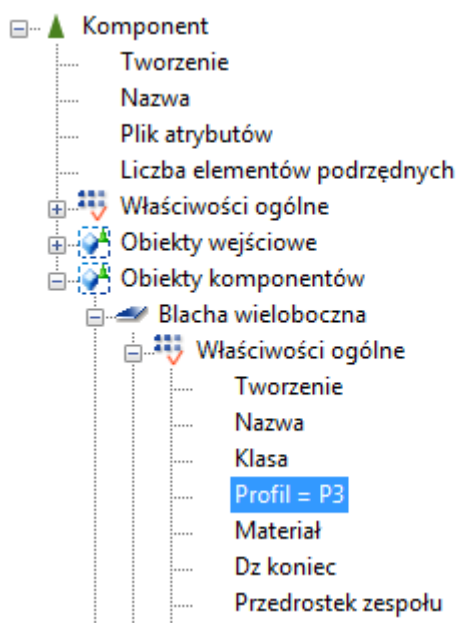 Komponent
Tworzenie
Nazwa
Plik atrybutów
Liczba elementów podrzędnych
Właściwości ogólne
Obiekty wejściowe
Obiekty komponentów
Blacha wieloboczna
Właściwości ogólne
Tworzenie
Nazwa
Klasa
Profil = P3
Materiał
Dz koniec
Przedrostek zespołu